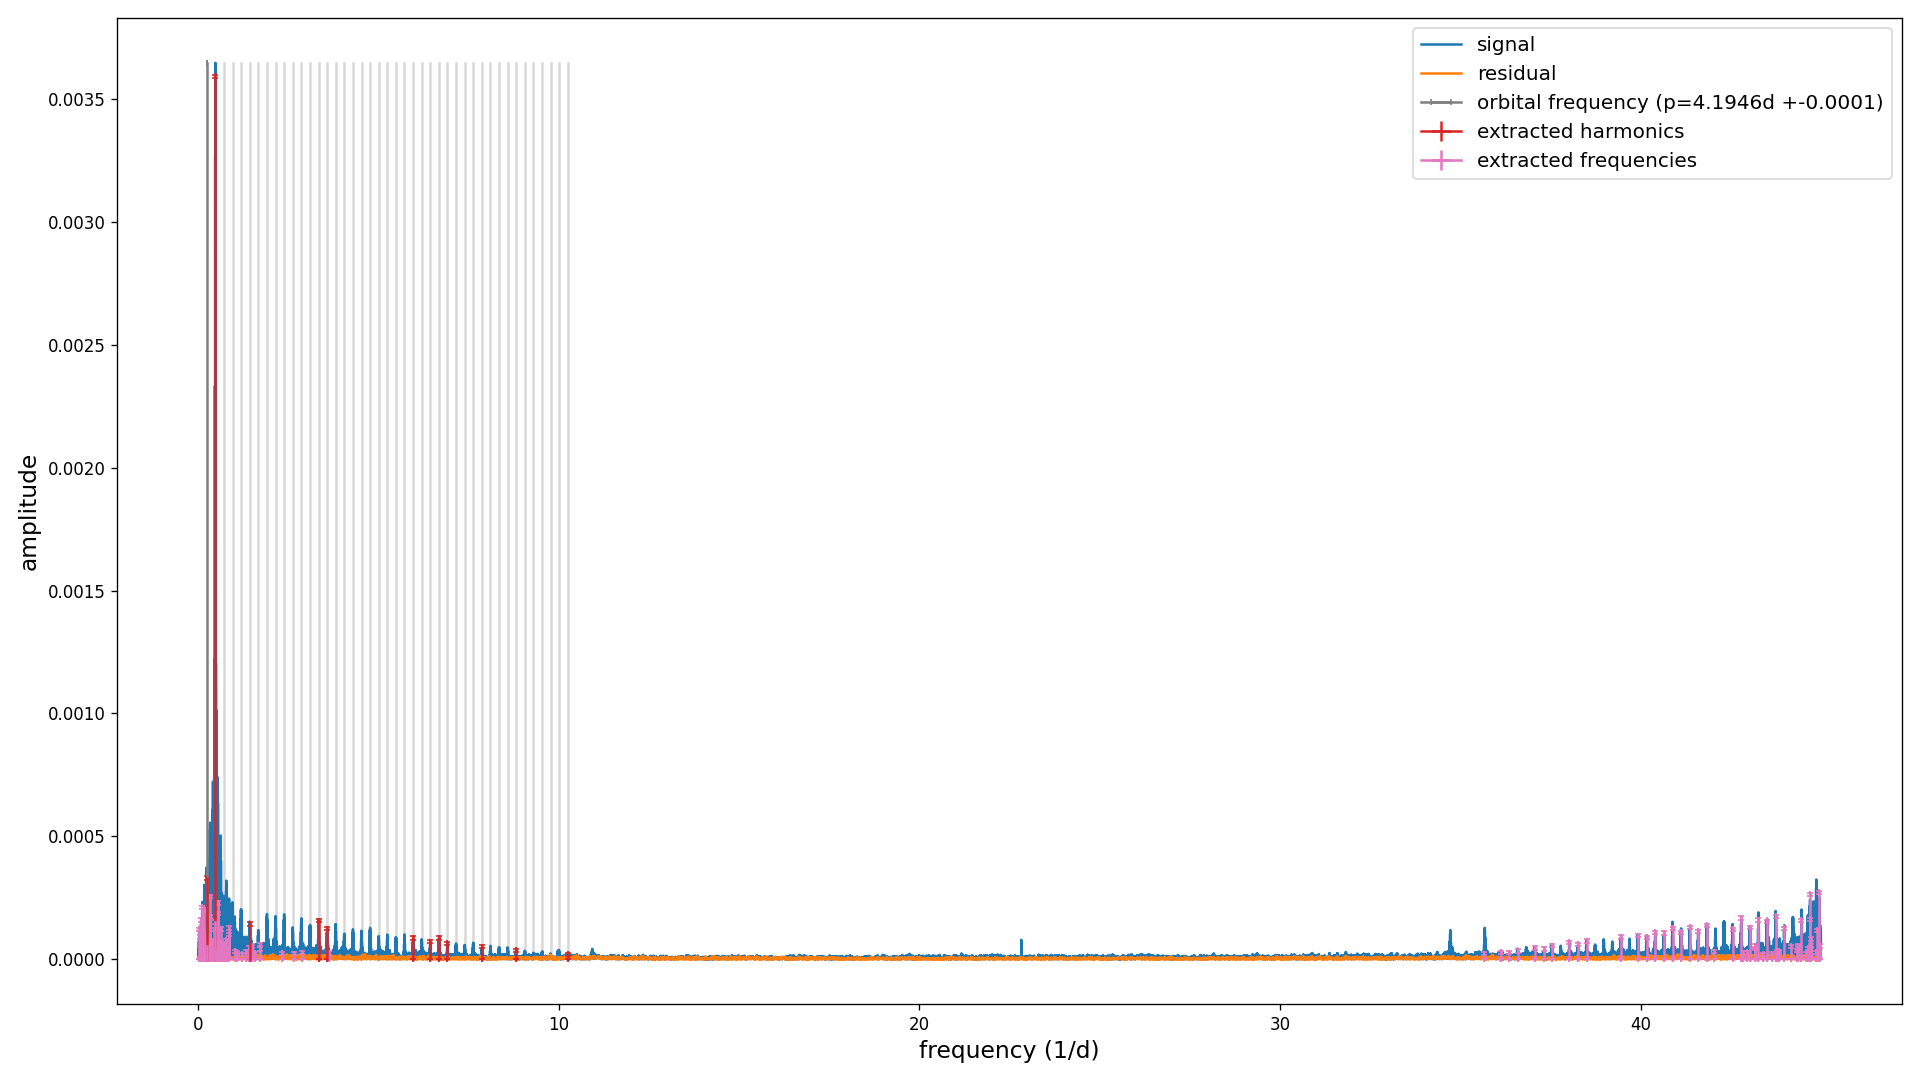 signal
residual
orbital frequency (p=4.1946d +-0.0001)
extracted harmonics
extracted frequencies
amplitude
0.0035
0.0030
0.0025
0.0020
0.0015
0.0010
0.0005
0.0000
0 10 20 30 40
frequency (1/d)